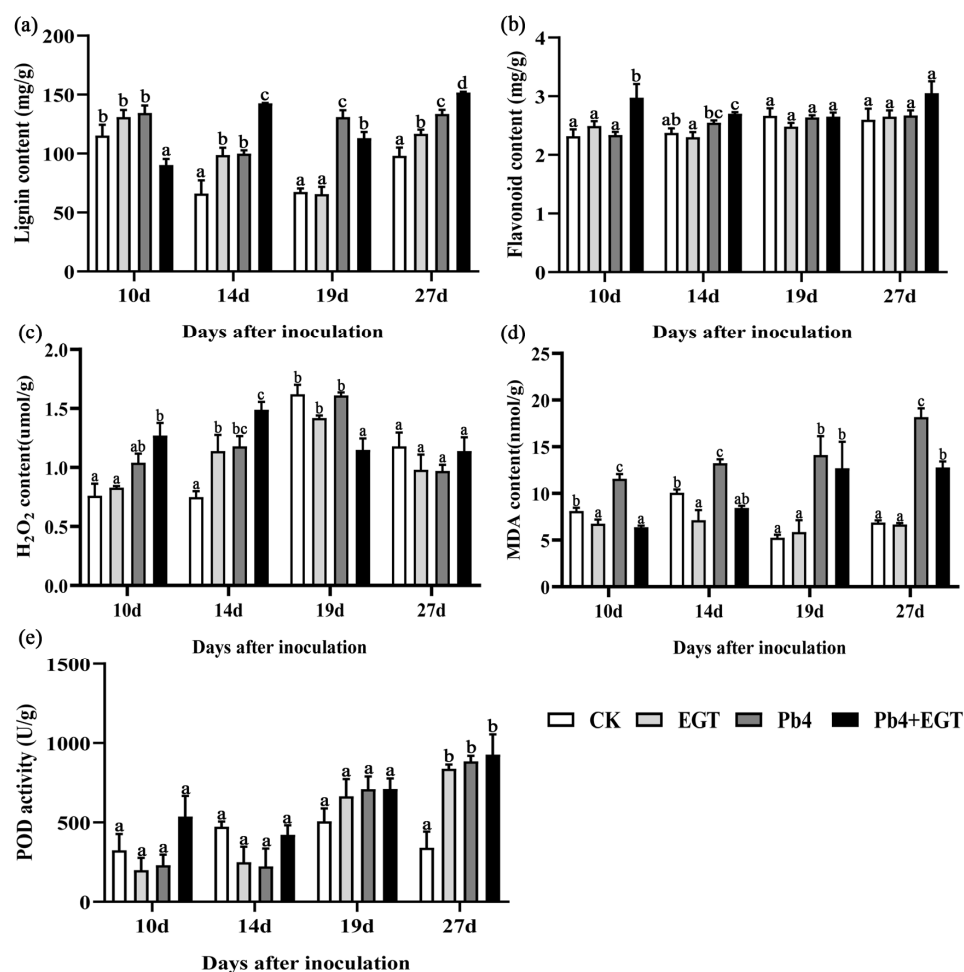 (a)
Lignin content (mg/g)
200
150
100
50
0
b b b a
a b b c
a a c b
a b c d
10d 14d 19d 27d
Days after inoculation
(b)
Flavonoid content (mg/g)
4
3
2
1
0
a a a b
ab a bc c
a a a a
a a a a
10d 14d 19d 27d
Days after inoculation
(c)
H₂O₂ content(umol/g)
2.0
1.5
1.0
0.5
0.0
a a ab b
a b bc c
b b b a
a a a a
10d 14d 19d 27d
Days after inoculation
(d)
MDA content(nmol/g)
25
20
15
10
5
0
b a c a
b a c ab
a a b b
a a c b
10d 14d 19d 27d
Days after inoculation
(e)
POD activity (U/g)
1500
1000
500
0
a a a a
a a a a
a a a a
a b b b
10d 14d 19d 27d
Days after inoculation
CK EGT Pb4 Pb4+EGT